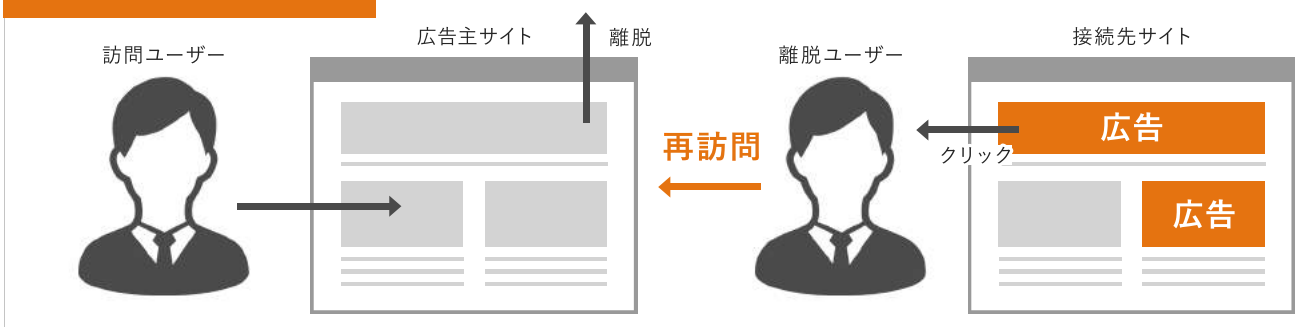 訪問ユーザー
広告主サイト
離脱
再訪問
離脱ユーザー
接続先サイト
広告
クリック
広告